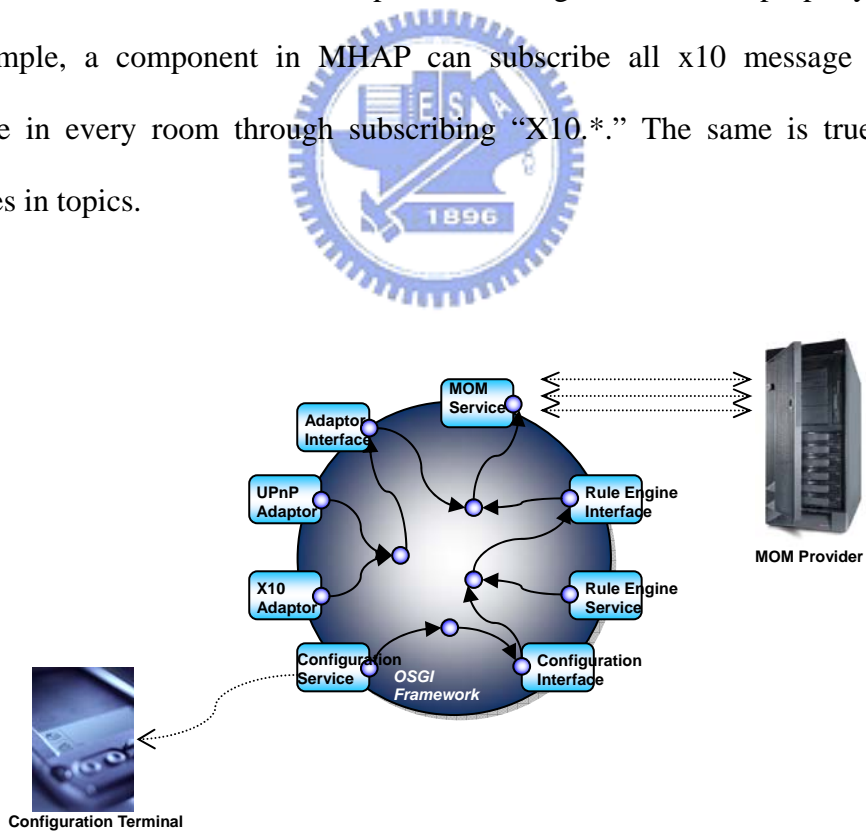 mple, a component in MHAP can subscribe all x10 message
e in every room through subscribing “X10.*.” The same is true
es in topics.
E S A
1896
MOM
Service
Adaptor
Interface
UPnP
Adaptor
Rule Engine
Interface
MOM Provider
X10
Adaptor
Rule Engine
Service
Configuration
Service
OSGI
Framework
Configuration
Interface
Configuration Terminal